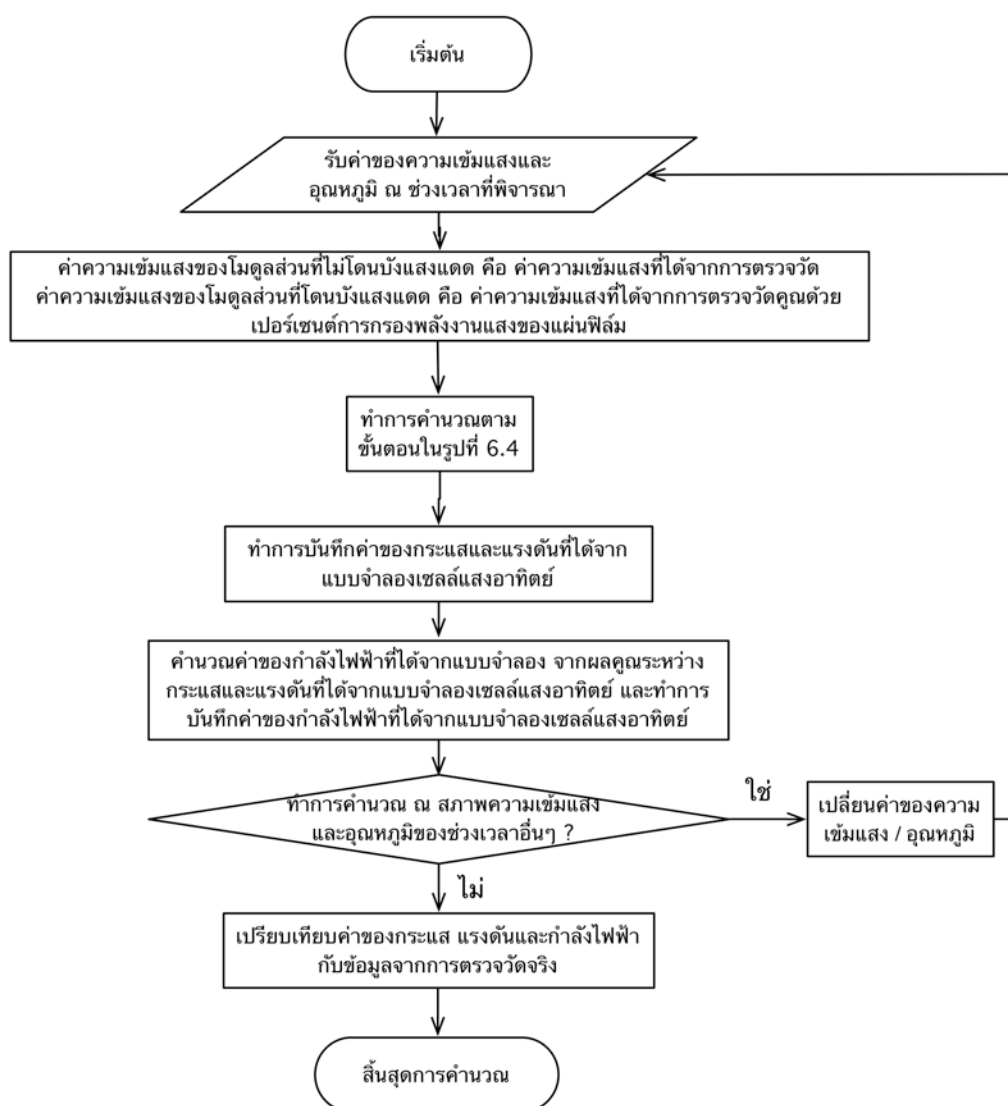 เริ่มต้น
รับค่าของความเข้มแสงและ
อุณหภูมิ ณ ช่วงเวลาที่พิจารณา
ค่าความเข้มแสงของโมดูลส่วนที่ไม่โดนบังแสงแดด คือ ค่าความเข้มแสงที่ได้จากการตรวจวัด
ค่าความเข้มแสงของโมดูลส่วนที่โดนบังแสงแดด คือ ค่าความเข้มแสงที่ได้จากการตรวจวัดคูณด้วย
เปอร์เซนต์การกรองพลังงานแสงของแผ่นฟิล์ม
ทำการคำนวณตาม
ขั้นตอนในรูปที่ 6.4
ทำการบันทึกค่าของกระแสและแรงดันที่ได้จาก
แบบจำลองเซลล์แสงอาทิตย์
คำนวณค่าของกำลังไฟฟ้าที่ได้จากแบบจำลอง จากผลคูณระหว่าง
กระแสและแรงดันที่ได้จากแบบจำลองเซลล์แสงอาทิตย์ และทำการ
บันทึกค่าของกำลังไฟฟ้าที่ได้จากแบบจำลองเซลล์แสงอาทิตย์
ทำการคำนวณ ณ สภาพความเข้มแสง
และอุณหภูมิของช่วงเวลาอื่นๆ ?
ใช่
เปลี่ยนค่าของความ
เข้มแสง / อุณหภูมิ
ไม่
เปรียบเทียบค่าของกระแส แรงดันและกำลังไฟฟ้า
กับข้อมูลจากการตรวจวัดจริง
สิ้นสุดการคำนวณ